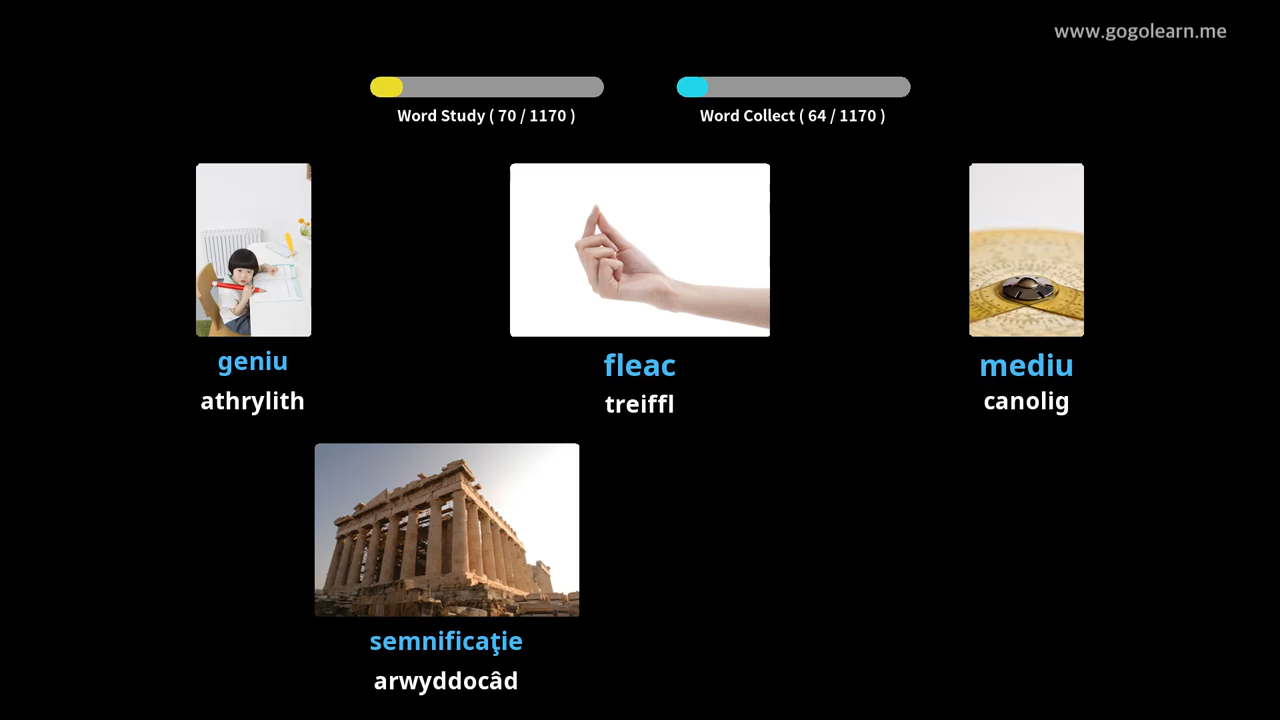 www.gogolearn.me
Word Study ( 70 / 1170 )
Word Collect ( 64 / 1170 )
geniu
athrylith
fleac
treiffl
mediu
canolig
semnificaţie
arwyddocâd